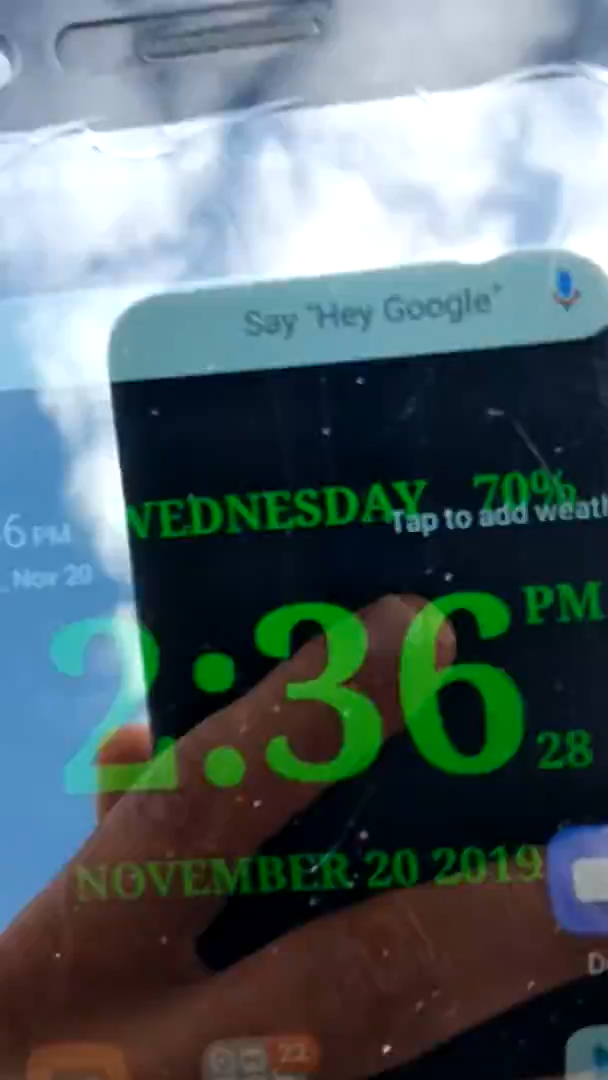 Say "Hey Google"
WEDNESDAY 70%
Tap to add
6 PM
Nov 20
2:36 PM
28
NOVEMBER 20 2019
22